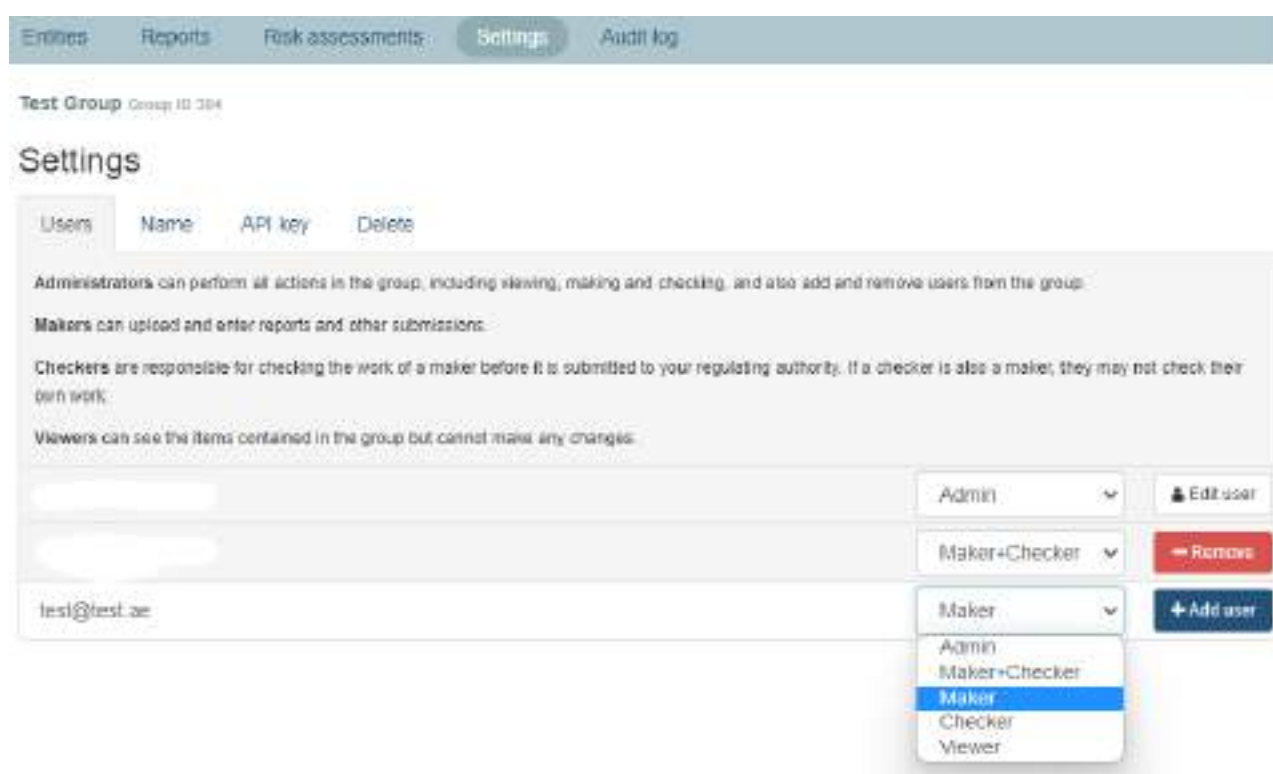 Entities Reports Risk assessments Settings Audit log
Test Group Group ID 384
Settings
Users Name API key Delete
Administrators can perform all actions in the group, including viewing, making and checking, and also add and remove users from the group.
Makers can upload and enter reports and other submissions.
Checkers are responsible for checking the work of a maker before it is submitted to your regulating authority. If a checker is also a maker, they may not check their
own work.
Viewers can see the items contained in the group but cannot make any changes.
Admin Edit user
Maker+Checker Remove
test@test.ae Maker Add user
Admin
Maker+Checker
Maker
Checker
Viewer